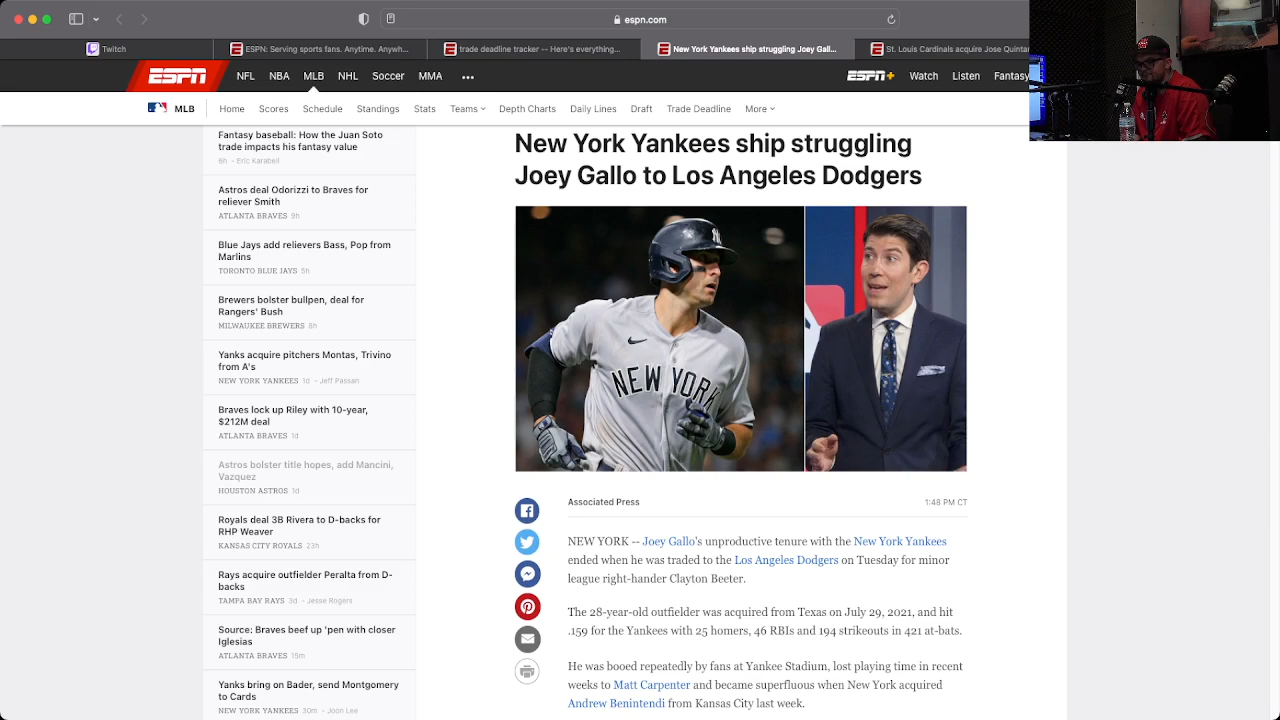 espn.com
Twitch
ESPN: Serving sports fans. Anytime. Anywh...
trade deadline tracker -- Here's everything...
New York Yankees ship struggling Joey Gall...
St. Louis Cardinals acquire Jose Quintan
ESPN
NFL
NBA
MLB
NHL
Soccer
MMA
ESPN+
Watch
Listen
Fantasy
MLB
Home
Scores
Schedule
Standings
Stats
Teams
Depth Charts
Daily Lines
Draft
Trade Deadline
More
Fantasy baseball: How the Juan Soto
trade impacts his fantasy value
6h - Eric Karabell
Astros deal Odorizzi to Braves for
reliever Smith
ATLANTA BRAVES 9h
Blue Jays add relievers Bass, Pop from
Marlins
TORONTO BLUE JAYS 5h
Brewers bolster bullpen, deal for
Rangers' Bush
MILWAUKEE BREWERS 8h
Yanks acquire pitchers Montas, Trivino
from A's
NEW YORK YANKEES 1d - Jeff Passan
Braves lock up Riley with 10-year,
$212M deal
ATLANTA BRAVES 1d
Astros bolster title hopes, add Mancini,
Vazquez
HOUSTON ASTROS 1d
Royals deal 3B Rivera to D-backs for
RHP Weaver
KANSAS CITY ROYALS 23h
Rays acquire outfielder Peralta from D-
backs
TAMPA BAY RAYS 3d - Jesse Rogers
Source: Braves beef up 'pen with closer
Iglesias
ATLANTA BRAVES 15m
Yanks bring on Bader, send Montgomery
to Cards
NEW YORK YANKEES 30m - Joon Lee
New York Yankees ship struggling
Joey Gallo to Los Angeles Dodgers
NEW YORK
Associated Press
1:48 PM CT
NEW YORK -- Joey Gallo's unproductive tenure with the New York Yankees
ended when he was traded to the Los Angeles Dodgers on Tuesday for minor
league right-hander Clayton Beeter.
The 28-year-old outfielder was acquired from Texas on July 29, 2021, and hit
.159 for the Yankees with 25 homers, 46 RBIs and 194 strikeouts in 421 at-bats.
He was booed repeatedly by fans at Yankee Stadium, lost playing time in recent
weeks to Matt Carpenter and became superfluous when New York acquired
Andrew Benintendi from Kansas City last week.